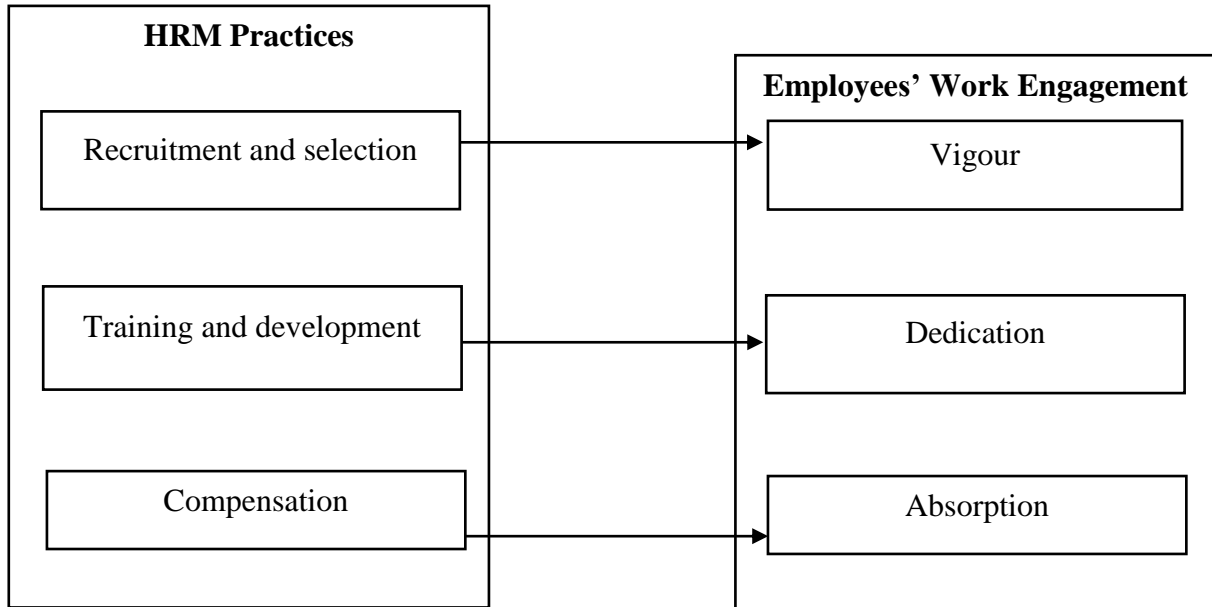 HRM Practices
Recruitment and selection
Training and development
Compensation
Employees’ Work Engagement
Vigour
Dedication
Absorption